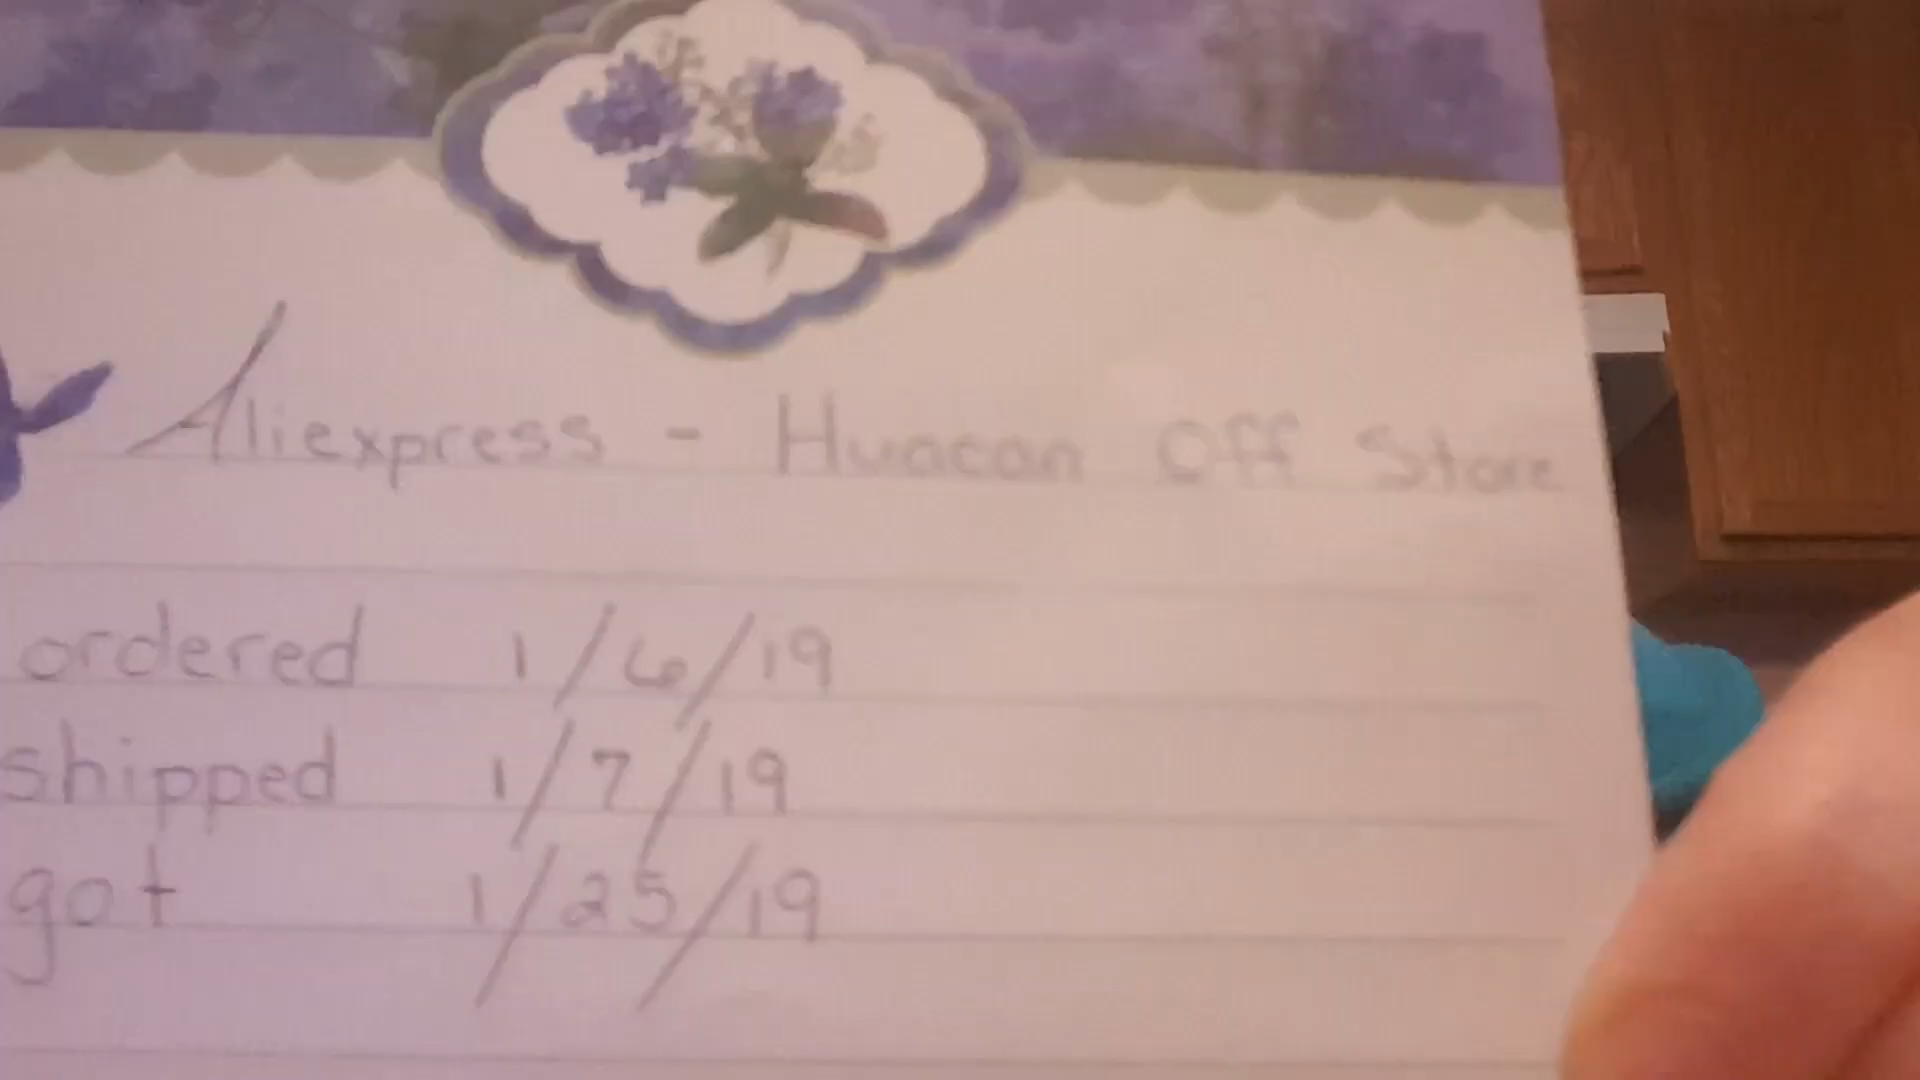 Aliexpress - Huacan Off Store
ordered 1/6/19
shipped 1/7/19
got 1/25/19